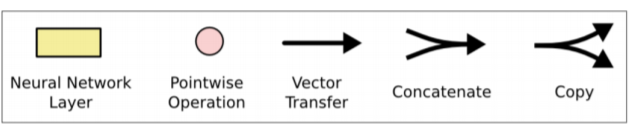 Neural Network
Layer
Pointwise
Operation
Vector
Transfer
Concatenate
Copy